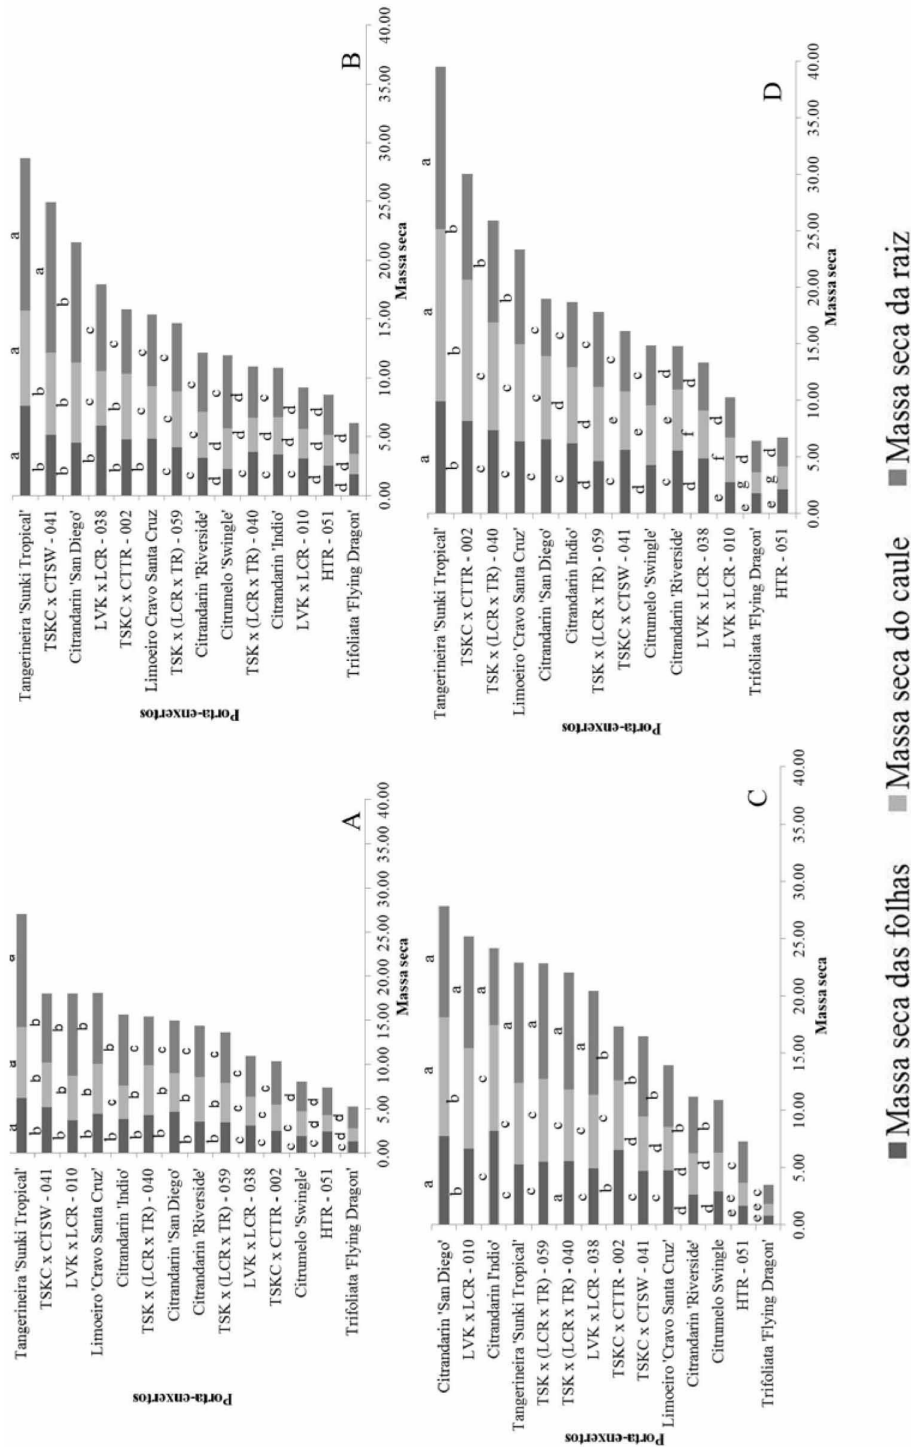 Porta-enxertos
Tangerineira 'Sunki Tropical'
TSKC x CTSW - 041
LVK x LCR - 010
Limoeiro 'Cravo Santa Cruz'
Citrandarin 'Indio'
TSK x (LCR x TR) - 040
Citrandarin 'San Diego'
Citrandarin 'Riverside'
TSK x (LCR x TR) - 059
LVK x LCR - 038
TSKC x CTTR - 002
Citrumelo 'Swingle'
HTR - 051
Trifoliata 'Flying Dragon'
0.00 5.00 10.00 15.00 20.00 25.00 30.00 35.00 40.00
Massa seca
A
Porta-enxertos
Tangerineira 'Sunki Tropical'
TSKC x CTSW - 041
Citrandarin 'San Diego'
LVK x LCR - 038
TSKC x CTTR - 002
Limoeiro Cravo Santa Cruz
TSK x (LCR x TR) - 059
Citrandarin 'Riverside'
Citrumelo 'Swingle'
TSK x (LCR x TR) - 040
Citrandarin 'Indio'
LVK x LCR - 010
HTR - 051
Trifoliata 'Flying Dragon'
0.00 5.00 10.00 15.00 20.00 25.00 30.00 35.00 40.00
Massa seca
B
Porta-enxertos
Citrandarin 'San Diego'
LVK x LCR - 010
Citrandarin I'ndio'
Tangerineira 'Sunki Tropical'
TSK x (LCR x TR) - 059
TSK x (LCR x TR) - 040
LVK x LCR - 038
TSKC x CTTR - 002
TSKC x CTSW - 041
Limoeiro 'Cravo Santa Cruz'
Citrandarin 'Riverside'
Citrumelo Swingle
HTR - 051
Trifoliata 'Flying Dragon'
0.00 5.00 10.00 15.00 20.00 25.00 30.00 35.00 40.00
Massa seca
C
Porta-enxertos
Tangerneira 'Sunki Tropical'
TSKC x CTTR - 002
TSK x (LCR x TR) - 040
Limoeiro 'Cravo Santa Cruz'
Citrandarin 'San Diego'
Citrandarin Indio'
TSK x (LCR x TR) - 059
TSKC x CTSW - 041
Citrumelo 'Swingle'
Citrandarin 'Riverside'
LVK x LCR - 038
LVK x LCR - 010
Trifoliata 'Flying Dragon'
HTR - 051
0.00 5.00 10.00 15.00 20.00 25.00 30.00 35.00 40.00
Massa seca
D
Massa seca das folhas Massa seca do caule Massa seca da raiz